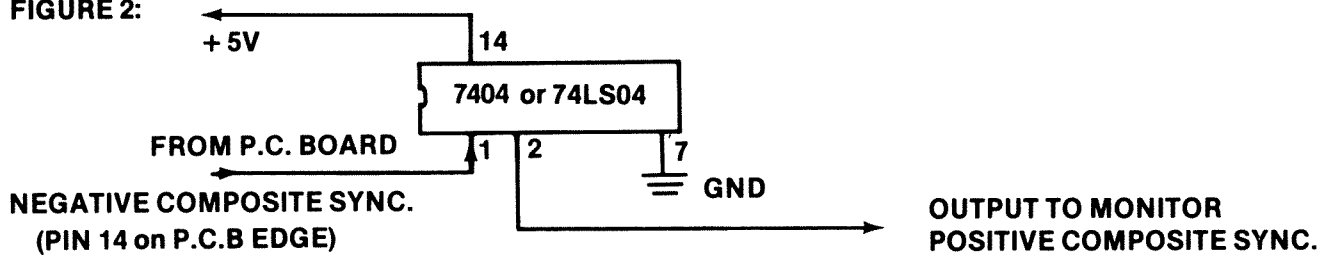 FIGURE 2:
+ 5V
14
7404 or 74LS04
FROM P.C. BOARD
1
2
7
GND
NEGATIVE COMPOSITE SYNC.
(PIN 14 on P.C.B EDGE)
OUTPUT TO MONITOR
POSITIVE COMPOSITE SYNC.